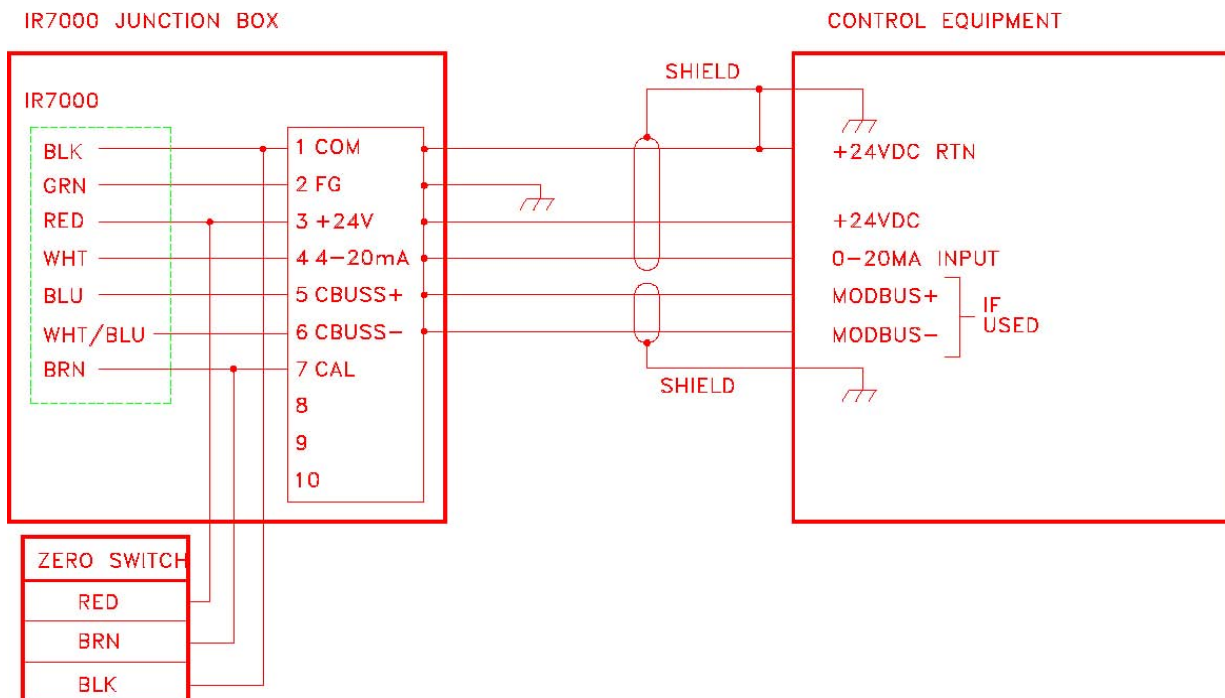 IR7000 JUNCTION BOX
CONTROL EQUIPMENT
SHIELD
IR7000
BLK
GRN
RED
WHT
BLU
WHT/BLU
BRN
1 COM
2 FG
3 +24V
4 4-20mA
5 CBUSS+
6 CBUSS-
7 CAL
8
9
10
+24VDC RTN
+24VDC
0-20MA INPUT
MODBUS+
MODBUS-
IF
USED
SHIELD
ZERO SWITCH
RED
BRN
BLK